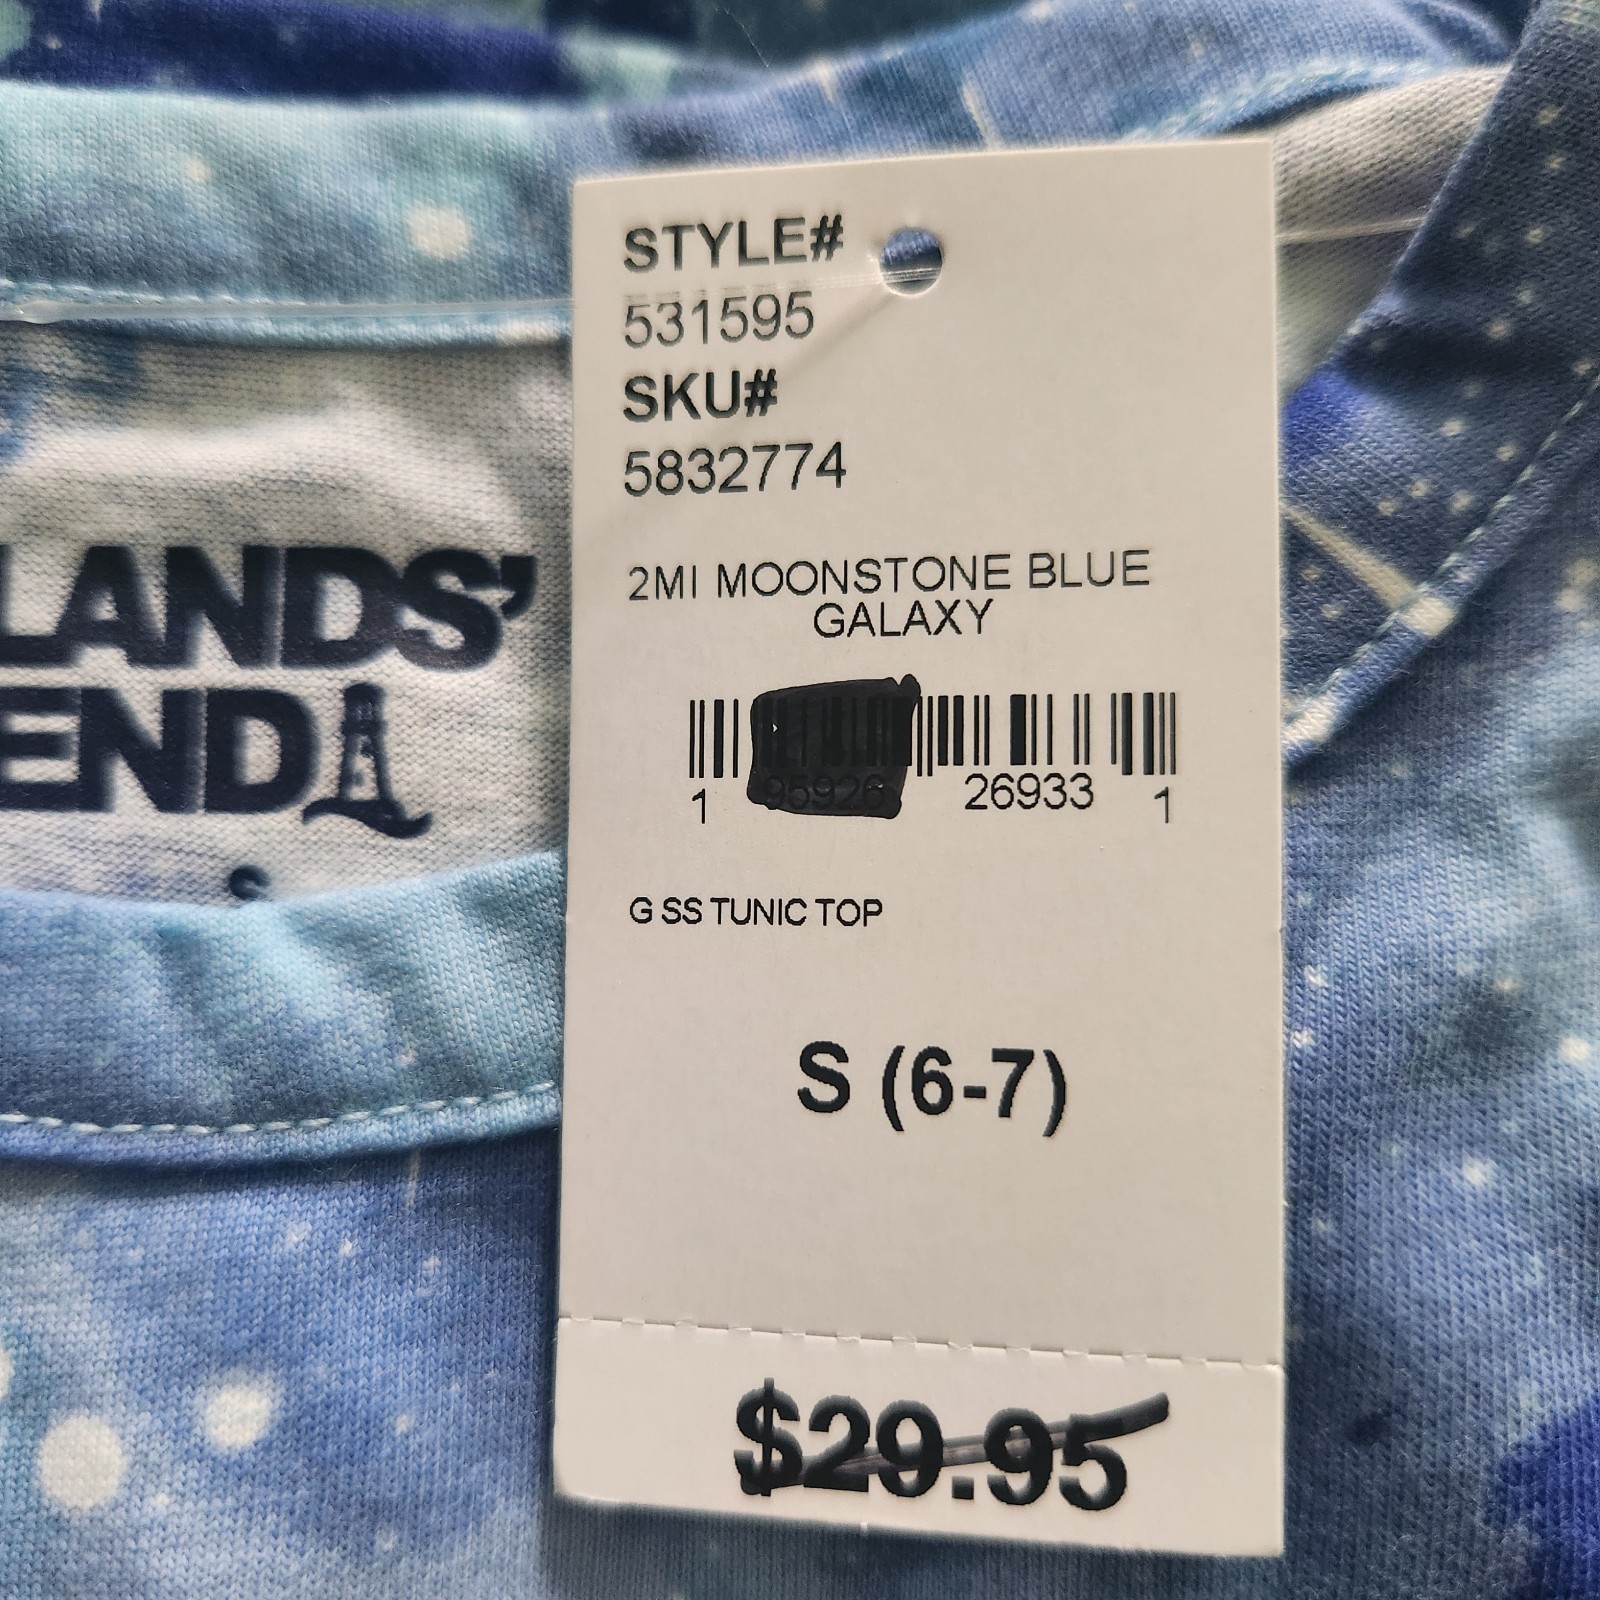 LANDS'
END
STYLE#
531595
SKU#
5832774
2MI MOONSTONE BLUE
GALAXY
1 95926 26933 1
G SS TUNIC TOP
S (6-7)
$29.95